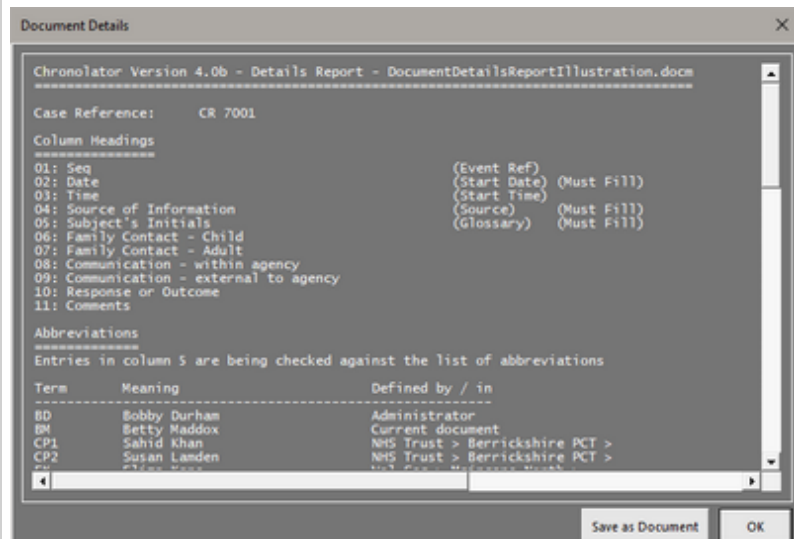 Document Details
Chronolator Version 4.0b - Details Report - DocumentDetailsReportIllustration.docm
Case Reference: CR 7001
Column Headings
01: Seq (Event Ref)
02: Date (Start Date) (Must Fill)
03: Time (Start Time)
04: Source of Information (Source) (Must Fill)
05: Subject's Initials (Glossary) (Must Fill)
06: Family Contact - Child
07: Family Contact - Adult
08: Communication - within agency
09: Communication - external to agency
10: Response or Outcome
11: Comments
Abbreviations
Entries in column 5 are being checked against the list of abbreviations
Term Meaning Defined by / in
BD Bobby Durham Administrator
BM Betty Maddox Current document
CP1 Sahid Khan NHS Trust > Berrickshire PCT >
CP2 Susan Lamden NHS Trust > Berrickshire PCT >
Save as Document OK